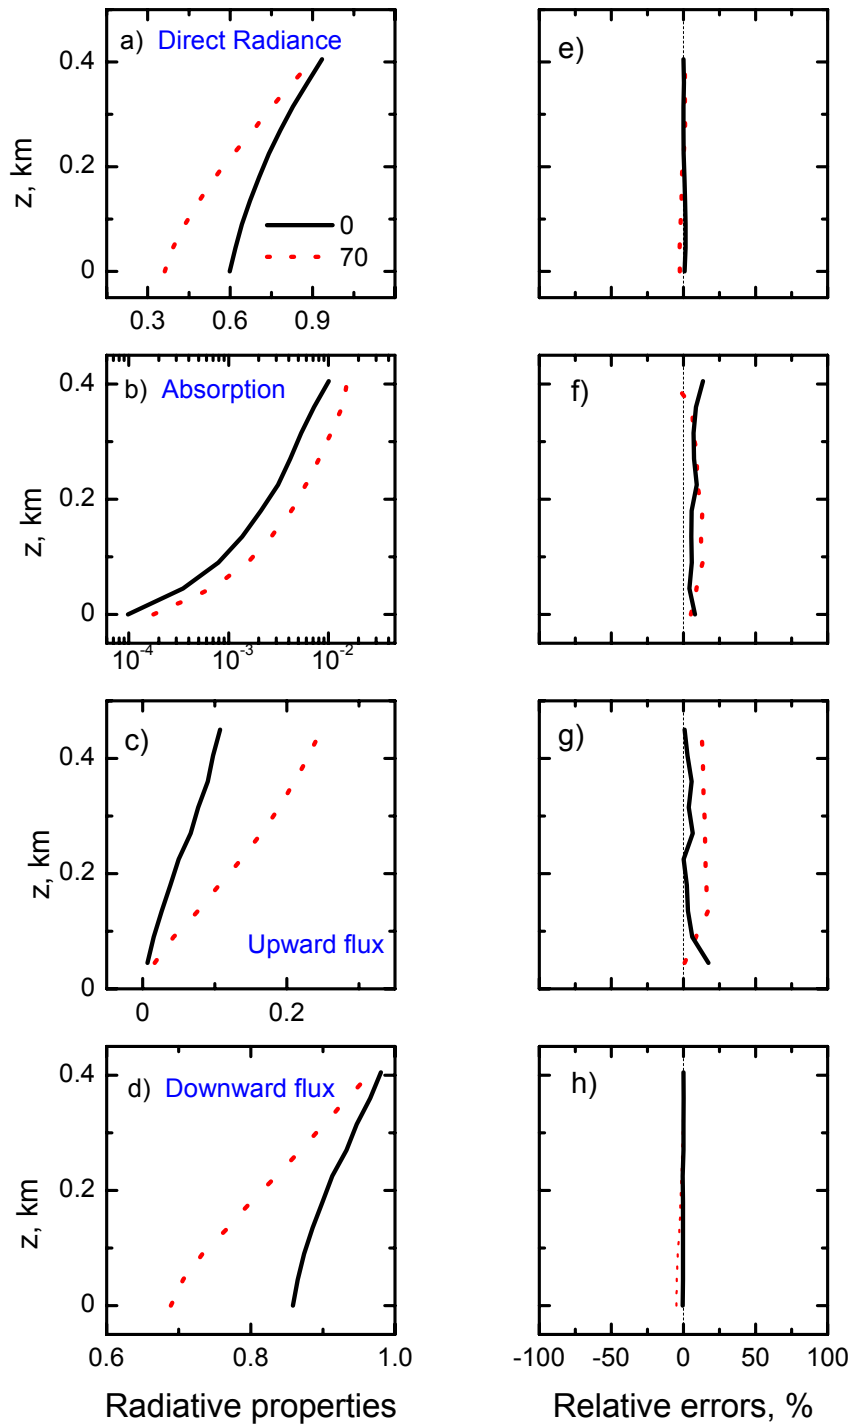 a) Direct Radiance
0.4
0.2
0
z, km
0
70
0.3 0.6 0.9
e)
b) Absorption
0.4
0.2
0
z, km
10-4 10-3 10-2
f)
c)
0.4
0.2
0
z, km
Upward flux
0 0.2
g)
d) Downward flux
0.4
0.2
0
z, km
0.6 0.8 1.0
Radiative properties
h)
-100 -50 0 50 100
Relative errors, %